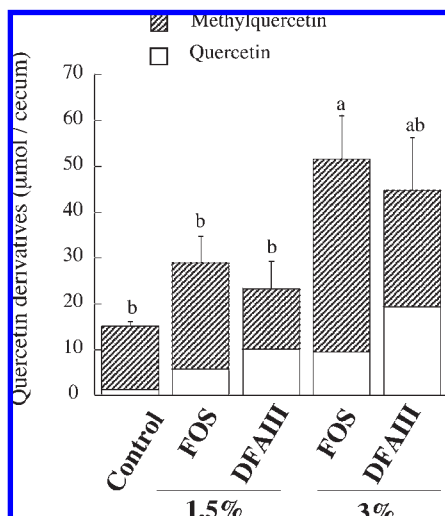 Methylquercetin
Quercetin
Quercetin derivatives (μmol / cecum)
70
60
50
40
30
20
10
0
b
b
b
a
ab
Control
FOS
DFAIII
FOS
DFAIII
1.5%
3%